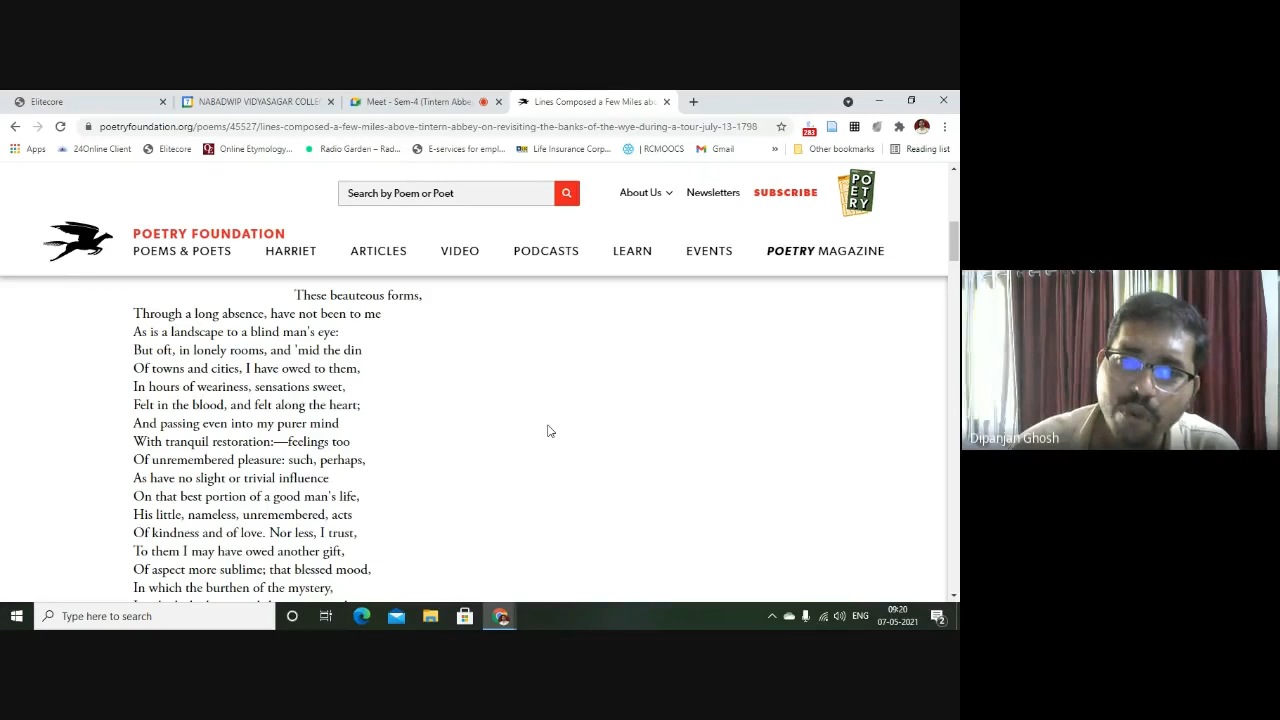 Elitecore
NABADWIP VIDYASAGAR COLLE
Meet - Sem-4 (Tintern Abbe
Lines Composed a Few Miles abo
poetryfoundation.org/poems/45527/lines-composed-a-few-miles-above-tintern-abbey-on-revisiting-the-banks-of-the-wye-during-a-tour-july-13-1798
283
Apps
24Online Client
Elitecore
Online Etymology...
Radio Garden – Rad...
E-services for empl...
Life Insurance Corp...
| RCMOOCS
Gmail
»
Other bookmarks
Reading list
Search by Poem or Poet
About Us
Newsletters
SUBSCRIBE
PO
ET
RY
POETRY FOUNDATION
POEMS & POETS
HARRIET
ARTICLES
VIDEO
PODCASTS
LEARN
EVENTS
POETRY MAGAZINE
These beauteous forms,
Through a long absence, have not been to me
As is a landscape to a blind man's eye:
But oft, in lonely rooms, and 'mid the din
Of towns and cities, I have owed to them,
In hours of weariness, sensations sweet,
Felt in the blood, and felt along the heart;
And passing even into my purer mind
With tranquil restoration:—feelings too
Of unremembered pleasure: such, perhaps,
As have no slight or trivial influence
On that best portion of a good man's life,
His little, nameless, unremembered, acts
Of kindness and of love. Nor less, I trust,
To them I may have owed another gift,
Of aspect more sublime; that blessed mood,
In which the burthen of the mystery,
Dipanjan Ghosh
Type here to search
ENG
09:20
07-05-2021
2